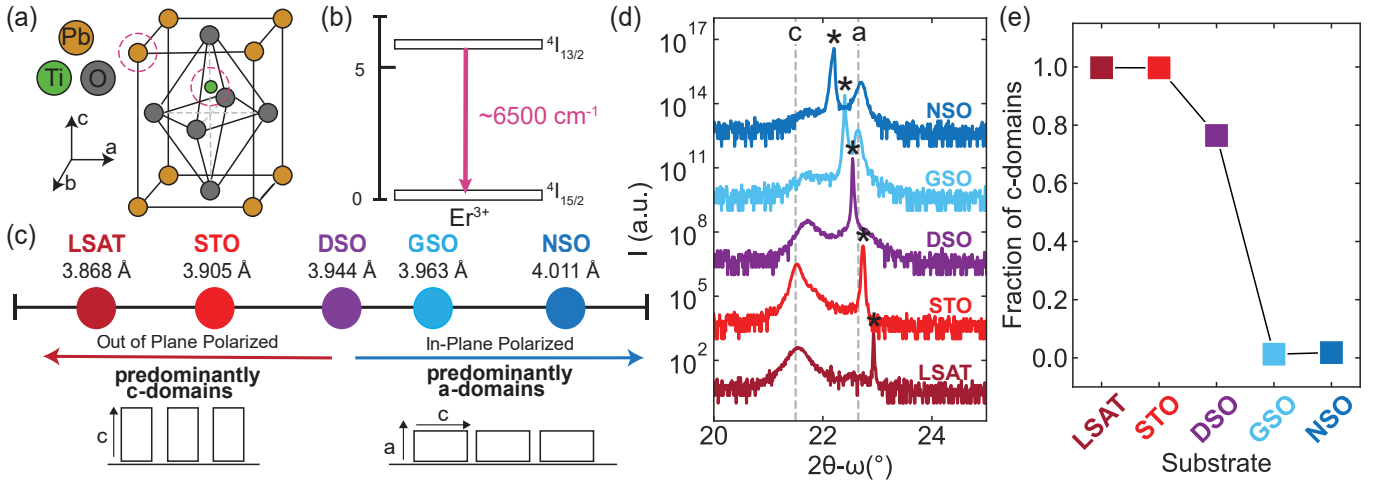 (a)
Pb
Ti
O
c
a
b
(b)
5
0
⁴I₁₃/₂
~6500 cm⁻¹
⁴I₁₅/₂
Er³⁺
(c)
LSAT STO DSO GSO NSO
3.868 Å 3.905 Å 3.944 Å 3.963 Å 4.011 Å
Out of Plane Polarized
In-Plane Polarized
predominantly
c-domains
predominantly
a-domains
c
c
a
(d)
I (a.u.)
10¹⁷
10¹⁴
10¹¹
10⁸
10⁵
10²
c
a
*
*
*
*
*
NSO
GSO
DSO
STO
LSAT
20 22 24
2θ-ω(°)
(e)
Fraction of c-domains
1.0
0.8
0.6
0.4
0.2
0.0
LSAT STO DSO GSO NSO
Substrate